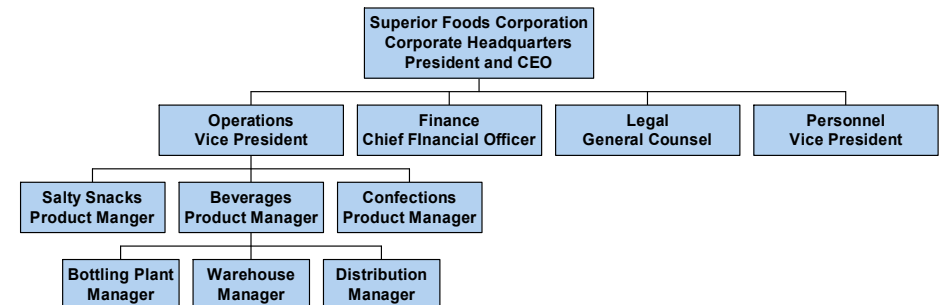 Superior Foods Corporation
Corporate Headquarters
President and CEO
Operations
Vice President
Finance
Chief FInancial Officer
Legal
General Counsel
Personnel
Vice President
Salty Snacks
Product Manger
Beverages
Product Manager
Confections
Product Manager
Bottling Plant
Manager
Warehouse
Manager
Distribution
Manager